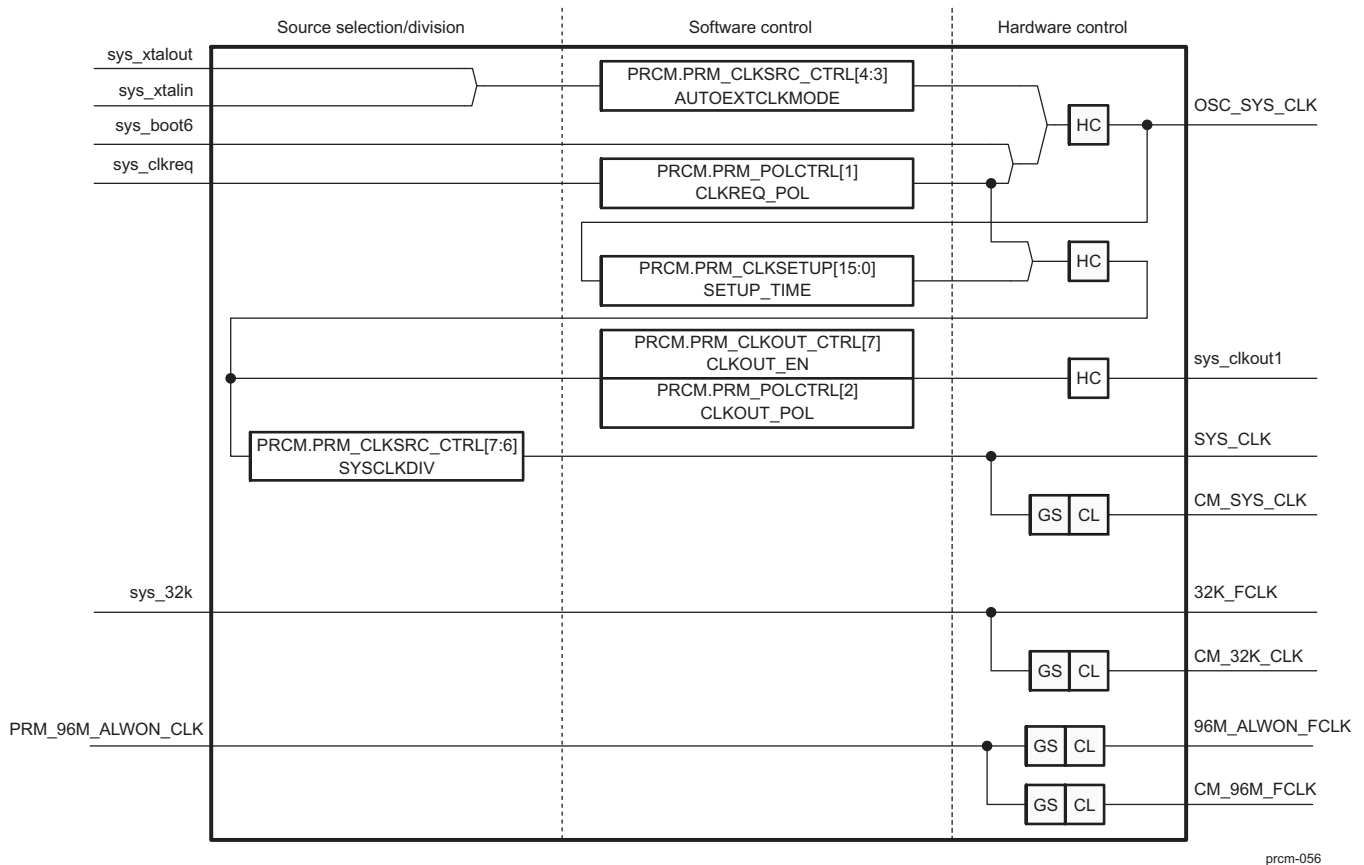 Source selection/division
Software control
Hardware control
sys_xtalout
PRCM.PRM_CLKSRC_CTRL[4:3]
AUTOEXTCLKMODE
sys_xtalin
HC
OSC_SYS_CLK
sys_boot6
sys_clkreq
PRCM.PRM_POLCTRL[1]
CLKREQ_POL
PRCM.PRM_CLKSETUP[15:0]
SETUP_TIME
HC
PRCM.PRM_CLKOUT_CTRL[7]
CLKOUT_EN
PRCM.PRM_POLCTRL[2]
CLKOUT_POL
HC
sys_clkout1
PRCM.PRM_CLKSRC_CTRL[7:6]
SYSCLKDIV
SYS_CLK
GS CL
CM_SYS_CLK
sys_32k
32K_FCLK
GS CL
CM_32K_CLK
PRM_96M_ALWON_CLK
GS CL
96M_ALWON_FCLK
GS CL
CM_96M_FCLK
prcm-056